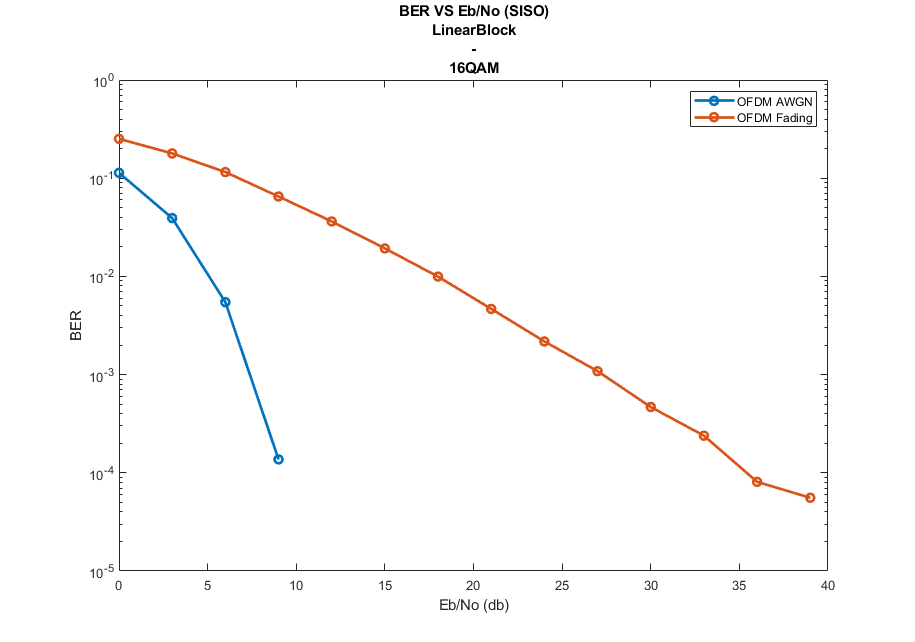 BER VS Eb/No (SISO)
LinearBlock
-
16QAM
OFDM AWGN
OFDM Fading
10^0
10^-1
10^-2
10^-3
10^-4
10^-5
BER
0 5 10 15 20 25 30 35 40
Eb/No (db)